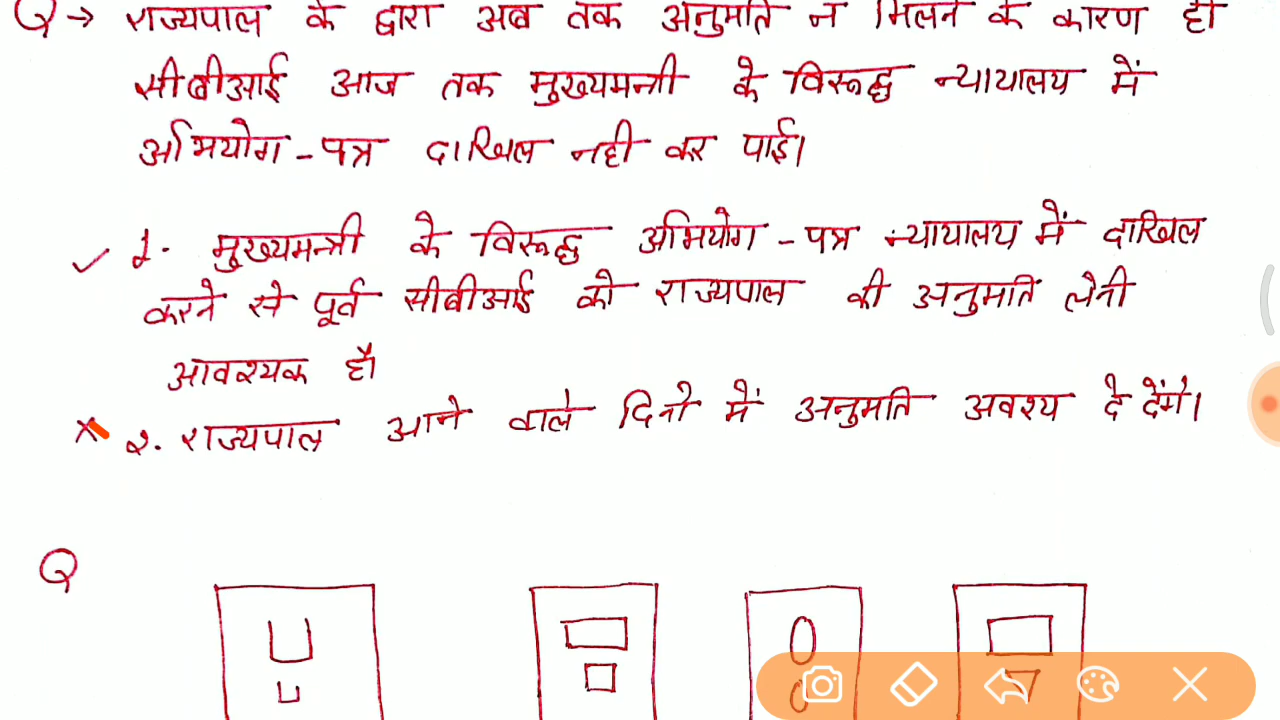 Q → राज्यपाल के द्वारा अब तक अनुमति न मिलने के कारण ही
सीबीआई आज तक मुख्यमन्त्री के विरूद्ध न्यायालय में
अभियोग-पत्र दाखिल नही कर पाई।
✓ 1. मुख्यमन्त्री के विरूद्ध अभियोग-पत्र न्यायालय में दाखिल
करने से पूर्व सीबीआई को राज्यपाल की अनुमति लेनी
आवश्यक है।
× 2. राज्यपाल आने वाले दिनो में अनुमति अवश्य दे देंगे।
Q